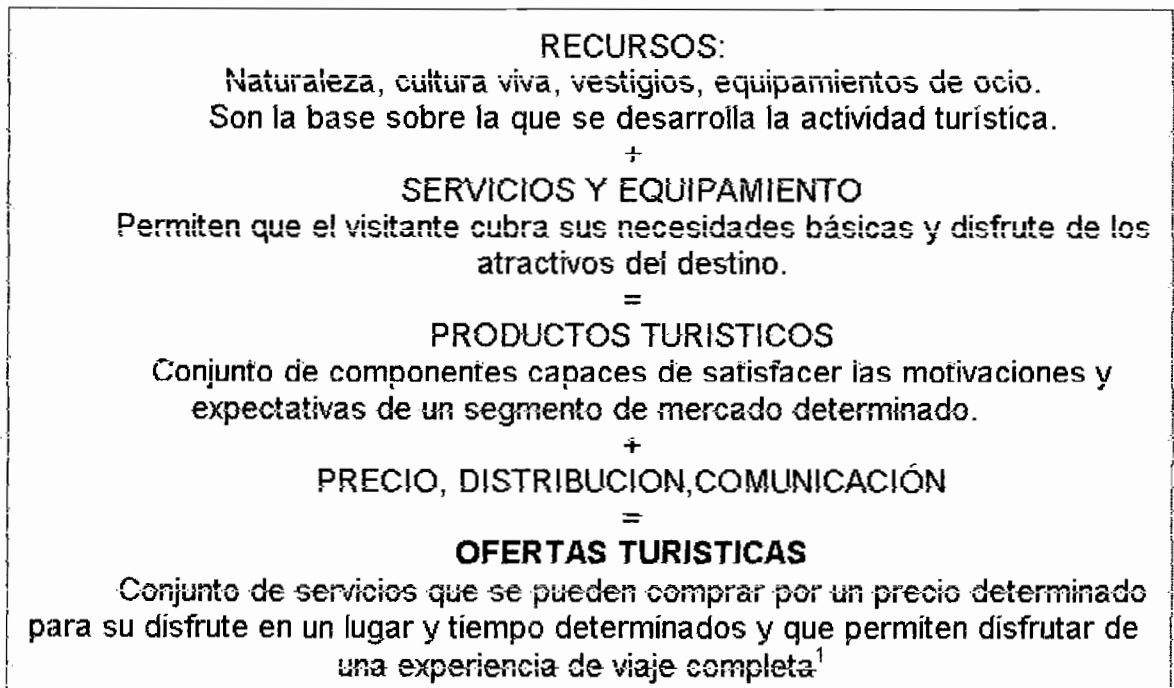 RECURSOS:
Naturaleza, cultura viva, vestigios, equipamientos de ocio.
Son la base sobre la que se desarrolla la actividad turística.
+
SERVICIOS Y EQUIPAMIENTO
Permiten que el visitante cubra sus necesidades básicas y disfrute de los
atractivos del destino.
=
PRODUCTOS TURISTICOS
Conjunto de componentes capaces de satisfacer las motivaciones y
expectativas de un segmento de mercado determinado.
+
PRECIO, DISTRIBUCION,COMUNICACIÓN
=
OFERTAS TURISTICAS
Conjunto de servicios que se pueden comprar por un precio determinado
para su disfrute en un lugar y tiempo determinados y que permiten disfrutar de
una experiencia de viaje completa¹